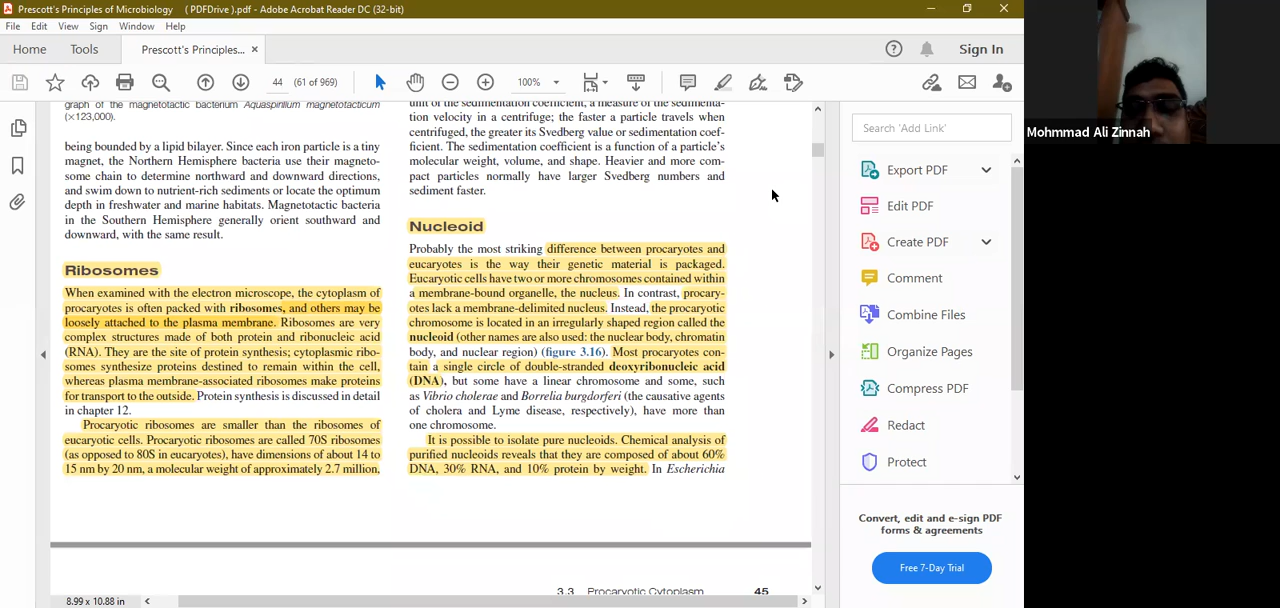 Prescott's Principles of Microbiology ( PDFDrive ).pdf - Adobe Acrobat Reader DC (32-bit)
File Edit View Sign Window Help
Home Tools Prescott's Principles... × Sign In
44 (61 of 969) 100%
graph of the magnetotactic bacterium Aquaspirillum magnetotacticum
(×123,000).
being bounded by a lipid bilayer. Since each iron particle is a tiny
magnet, the Northern Hemisphere bacteria use their magneto-
some chain to determine northward and downward directions,
and swim down to nutrient-rich sediments or locate the optimum
depth in freshwater and marine habitats. Magnetotactic bacteria
in the Southern Hemisphere generally orient southward and
downward, with the same result.
Ribosomes
When examined with the electron microscope, the cytoplasm of
procaryotes is often packed with ribosomes, and others may be
loosely attached to the plasma membrane. Ribosomes are very
complex structures made of both protein and ribonucleic acid
(RNA). They are the site of protein synthesis; cytoplasmic ribo-
somes synthesize proteins destined to remain within the cell,
whereas plasma membrane-associated ribosomes make proteins
for transport to the outside. Protein synthesis is discussed in detail
in chapter 12.
Procaryotic ribosomes are smaller than the ribosomes of
eucaryotic cells. Procaryotic ribosomes are called 70S ribosomes
(as opposed to 80S in eucaryotes), have dimensions of about 14 to
15 nm by 20 nm, a molecular weight of approximately 2.7 million,
unit of the sedimentation coefficient, a measure of the sedimenta-
tion velocity in a centrifuge; the faster a particle travels when
centrifuged, the greater its Svedberg value or sedimentation coef-
ficient. The sedimentation coefficient is a function of a particle's
molecular weight, volume, and shape. Heavier and more com-
pact particles normally have larger Svedberg numbers and
sediment faster.
Nucleoid
Probably the most striking difference between procaryotes and
eucaryotes is the way their genetic material is packaged.
Eucaryotic cells have two or more chromosomes contained within
a membrane-bound organelle, the nucleus. In contrast, procary-
otes lack a membrane-delimited nucleus. Instead, the procaryotic
chromosome is located in an irregularly shaped region called the
nucleoid (other names are also used: the nuclear body, chromatin
body, and nuclear region) (figure 3.16). Most procaryotes con-
tain a single circle of double-stranded deoxyribonucleic acid
(DNA), but some have a linear chromosome and some, such
as Vibrio cholerae and Borrelia burgdorferi (the causative agents
of cholera and Lyme disease, respectively), have more than
one chromosome.
It is possible to isolate pure nucleoids. Chemical analysis of
purified nucleoids reveals that they are composed of about 60%
DNA, 30% RNA, and 10% protein by weight. In Escherichia
3.3 Procaryotic Cytoplasm 45
8.99 x 10.88 in
Search 'Add Link'
Export PDF
Edit PDF
Create PDF
Comment
Combine Files
Organize Pages
Compress PDF
Redact
Protect
Convert, edit and e-sign PDF
forms & agreements
Free 7-Day Trial
Mohmmad Ali Zinnah